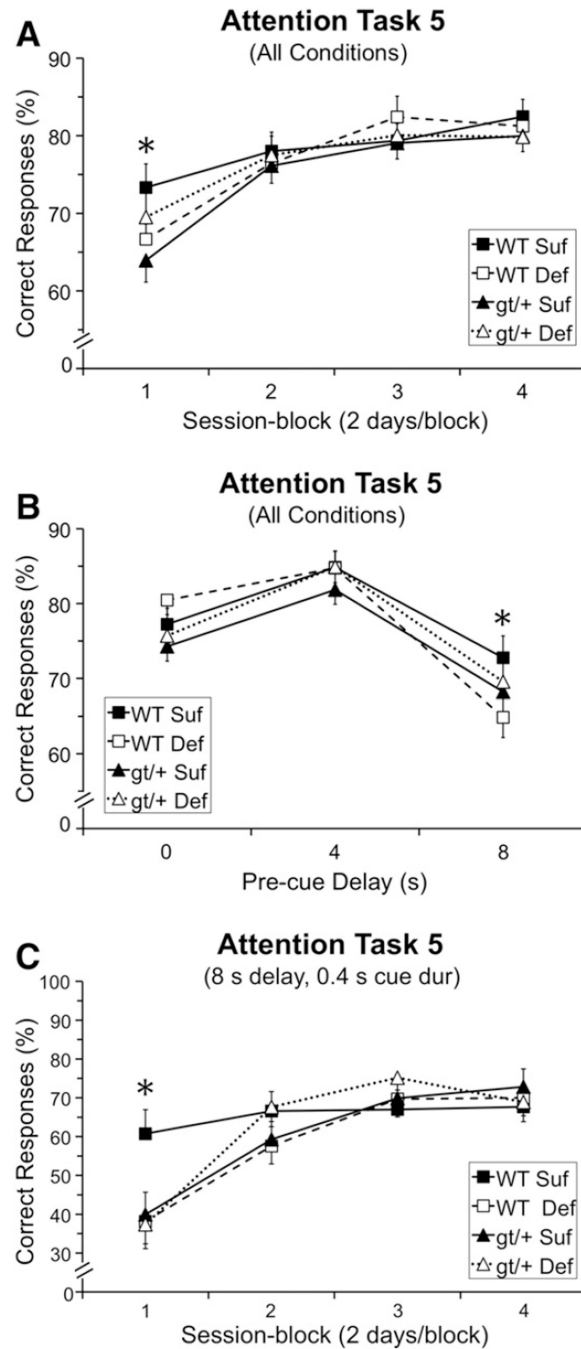 A
Attention Task 5
(All Conditions)
Correct Responses (%)
90
80
70
60
0
*
WT Suf
WT Def
gt/+ Suf
gt/+ Def
1 2 3 4
Session-block (2 days/block)
B
Attention Task 5
(All Conditions)
Correct Responses (%)
90
80
70
60
0
*
WT Suf
WT Def
gt/+ Suf
gt/+ Def
0 4 8
Pre-cue Delay (s)
C
Attention Task 5
(8 s delay, 0.4 s cue dur)
Correct Responses (%)
100
90
80
70
60
50
40
30
0
*
WT Suf
WT Def
gt/+ Suf
gt/+ Def
1 2 3 4
Session-block (2 days/block)